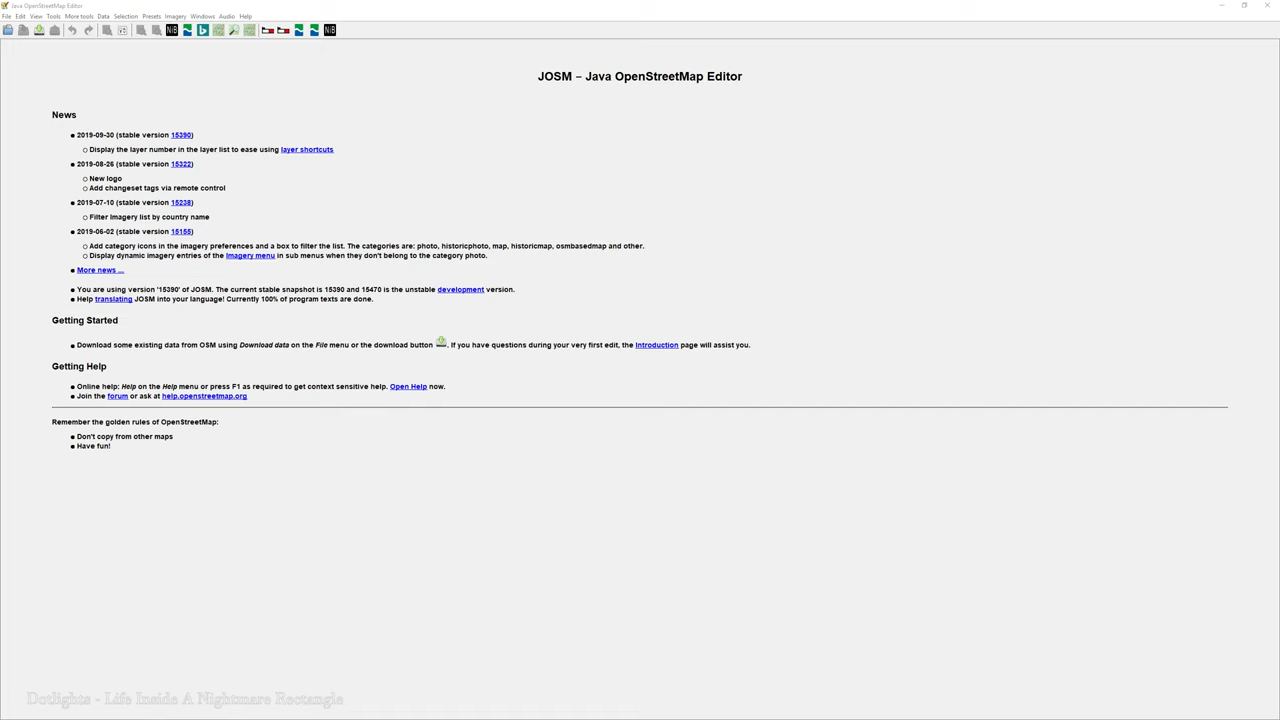 Java OpenStreetMap Editor
File Edit View Tools More tools Data Selection Presets Imagery Windows Audio Help
JOSM – Java OpenStreetMap Editor
News
2019-09-30 (stable version 15390)
Display the layer number in the layer list to ease using layer shortcuts
2019-08-26 (stable version 15322)
New logo
Add changeset tags via remote control
2019-07-10 (stable version 15238)
Filter Imagery list by country name
2019-06-02 (stable version 15155)
Add category icons in the imagery preferences and a box to filter the list. The categories are: photo, historicphoto, map, historicmap, osmbasedmap and other.
Display dynamic imagery entries of the Imagery menu in sub menus when they don't belong to the category photo.
More news ...
You are using version '15390' of JOSM. The current stable snapshot is 15390 and 15470 is the unstable development version.
Help translating JOSM into your language! Currently 100% of program texts are done.
Getting Started
Download some existing data from OSM using Download data on the File menu or the download button . If you have questions during your very first edit, the Introduction page will assist you.
Getting Help
Online help: Help on the Help menu or press F1 as required to get context sensitive help. Open Help now.
Join the forum or ask at help.openstreetmap.org
Remember the golden rules of OpenStreetMap:
Don't copy from other maps
Have fun!
Dotlights - Life Inside A Nightmare Rectangle